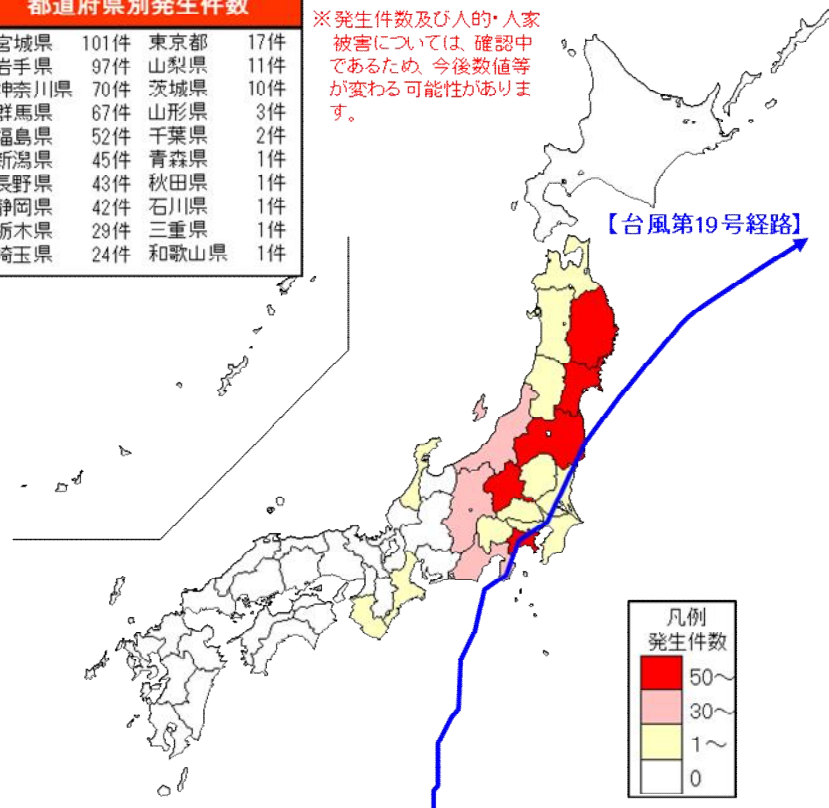 都道府県別発生件数
宮城県 101件 東京都 17件
岩手県 97件 山梨県 11件
神奈川県 70件 茨城県 10件
群馬県 67件 山形県 3件
福島県 52件 千葉県 2件
新潟県 45件 青森県 1件
長野県 43件 秋田県 1件
静岡県 42件 石川県 1件
栃木県 29件 三重県 1件
埼玉県 24件 和歌山県 1件
※発生件数及び人的・人家
被害については、確認中
であるため、今後数値等
が変わる可能性がありま
す。
【台風第19号経路】
凡例
発生件数
50～
30～
1～
0